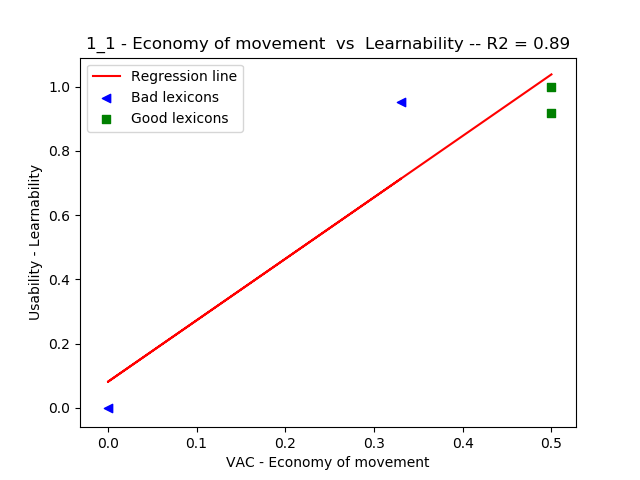 1_1 - Economy of movement  vs  Learnability -- R2 = 0.89
Regression line
Bad lexicons
Good lexicons
Usability - Learnability
1.0
0.8
0.6
0.4
0.2
0.0
0.0 0.1 0.2 0.3 0.4 0.5
VAC - Economy of movement